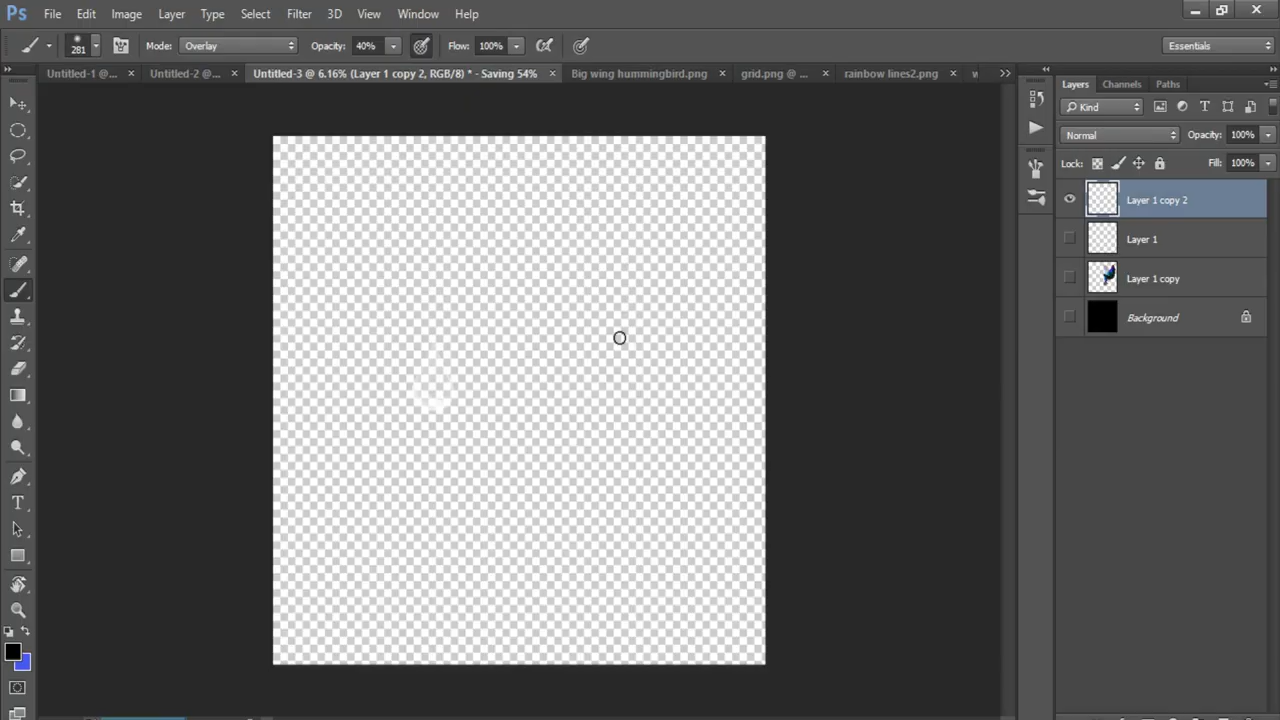 Ps File Edit Image Layer Type Select Filter 3D View Window Help
281 Mode: Overlay Opacity: 40% Flow: 100% Essentials
Untitled-1 @... Untitled-2 @... Untitled-3 @ 6.16% (Layer 1 copy 2, RGB/8) * - Saving 54% Big wing hummingbird.png grid.png @ ... rainbow lines2.png
Layers Channels Paths
Kind
Normal Opacity: 100%
Lock: Fill: 100%
Layer 1 copy 2
Layer 1
Layer 1 copy
Background